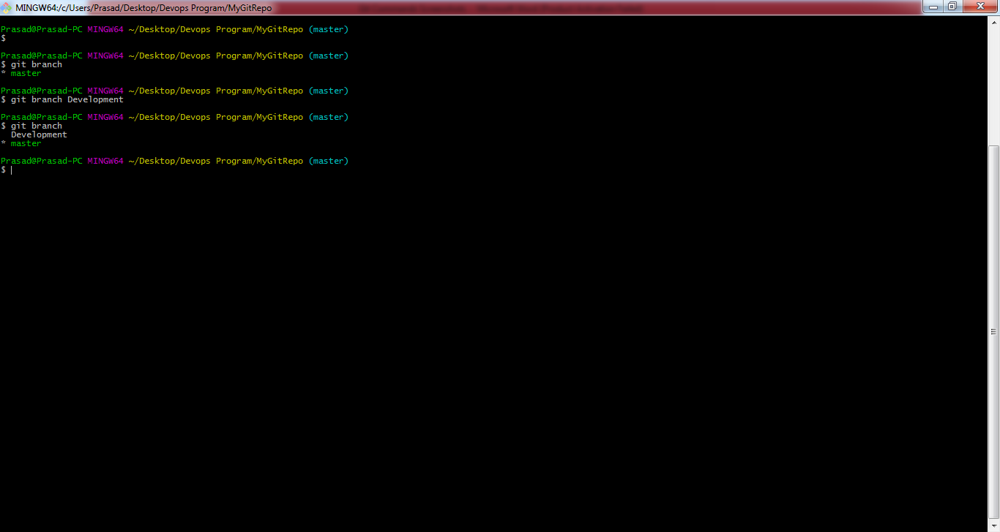 MINGW64:/c/Users/Prasad/Desktop/Devops Program/MyGitRepo
Prasad@Prasad-PC MINGW64 ~/Desktop/Devops Program/MyGitRepo (master)
$
Prasad@Prasad-PC MINGW64 ~/Desktop/Devops Program/MyGitRepo (master)
$ git branch
* master
Prasad@Prasad-PC MINGW64 ~/Desktop/Devops Program/MyGitRepo (master)
$ git branch Development
Prasad@Prasad-PC MINGW64 ~/Desktop/Devops Program/MyGitRepo (master)
$ git branch
  Development
* master
Prasad@Prasad-PC MINGW64 ~/Desktop/Devops Program/MyGitRepo (master)
$